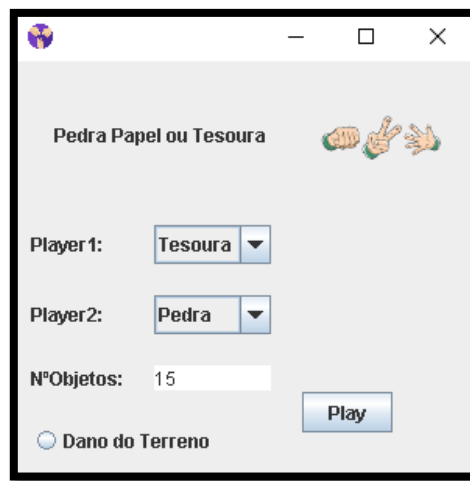 Pedra Papel ou Tesoura
Player1: Tesoura
Player2: Pedra
NºObjetos: 15
Play
Dano do Terreno